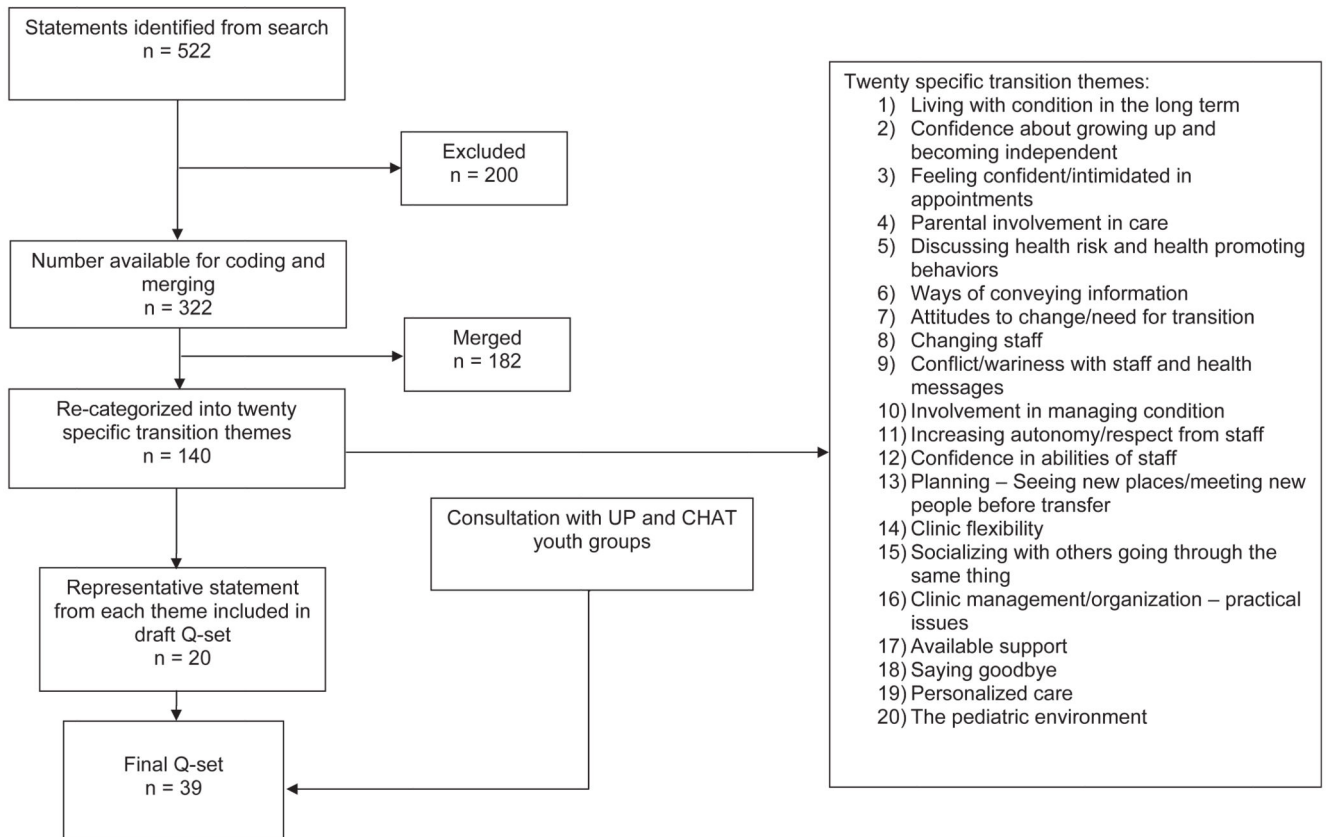 Statements identified from search
n = 522
Excluded
n = 200
Number available for coding and
merging
n = 322
Merged
n = 182
Re-categorized into twenty
specific transition themes
n = 140
Consultation with UP and CHAT
youth groups
Representative statement
from each theme included in
draft Q-set
n = 20
Final Q-set
n = 39
Twenty specific transition themes:
1) Living with condition in the long term
2) Confidence about growing up and
becoming independent
3) Feeling confident/intimidated in
appointments
4) Parental involvement in care
5) Discussing health risk and health promoting
behaviors
6) Ways of conveying information
7) Attitudes to change/need for transition
8) Changing staff
9) Conflict/wariness with staff and health
messages
10) Involvement in managing condition
11) Increasing autonomy/respect from staff
12) Confidence in abilities of staff
13) Planning – Seeing new places/meeting new
people before transfer
14) Clinic flexibility
15) Socializing with others going through the
same thing
16) Clinic management/organization – practical
issues
17) Available support
18) Saying goodbye
19) Personalized care
20) The pediatric environment